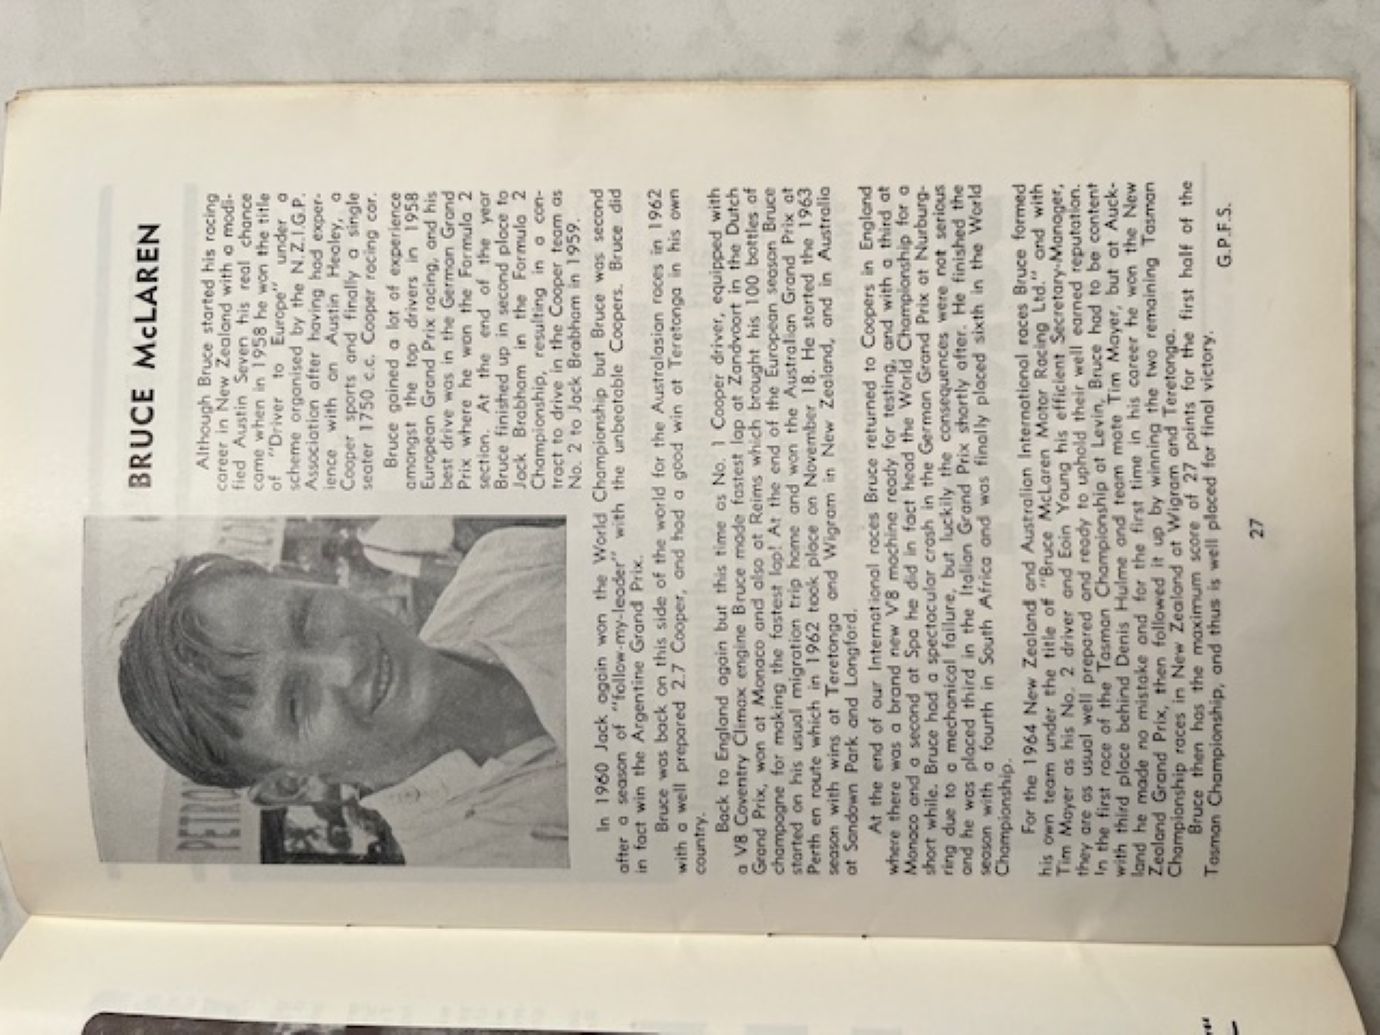 BRUCE McLAREN
Although Bruce started his racing
career in New Zealand with a modi-
fied Austin Seven his real chance
came when in 1958 he won the title
of "Driver to Europe" under a
scheme organised by the N.Z.I.G.P.
Association after having had exper-
ience with an Austin Healey, a
Cooper sports and finally a single
seater 1750 c.c. Cooper racing car.
Bruce gained a lot of experience
amongst the top drivers in 1958
European Grand Prix racing, and his
best drive was in the German Grand
Prix where he won the Formula 2
section. At the end of the year
Bruce finished up in second place to
Jack Brabham in the Formula 2
Championship, resulting in a con-
tract to drive in the Cooper team as
No. 2 to Jack Brabham in 1959.
In 1960 Jack again won the World Championship but Bruce was second
after a season of "follow-my-leader" with the unbeatable Coopers. Bruce did
in fact win the Argentine Grand Prix.
Bruce was back on this side of the world for the Australasian races in 1962
with a well prepared 2.7 Cooper, and had a good win at Teretonga in his own
country.
Back to England again but this time as No. 1 Cooper driver, equipped with
a V8 Coventry Climax engine Bruce made fastest lap at Zandvoort in the Dutch
Grand Prix, won at Monaco and also at Reims which brought his 100 bottles of
champagne for making the fastest lap! At the end of the European season Bruce
started on his usual migration trip home and won the Australian Grand Prix at
Perth en route which in 1962 took place on November 18. He started the 1963
season with wins at Teretonga and Wigram in New Zealand, and in Australia
at Sandown Park and Longford.
At the end of our International races Bruce returned to Coopers in England
where there was a brand new V8 machine ready for testing, and with a third at
Monaco and a second at Spa he did in fact head the World Championship for a
short while. Bruce had a spectacular crash in the German Grand Prix at Nurburg-
ring due to a mechanical failure, but luckily the consequences were not serious
and he was placed third in the Italian Grand Prix shortly after. He finished the
season with a fourth in South Africa and was finally placed sixth in the World
Championship.
For the 1964 New Zealand and Australian International races Bruce formed
his own team under the title of "Bruce McLaren Motor Racing Ltd." and with
Tim Mayer as his No. 2 driver and Eoin Young his efficient Secretary-Manager,
they are as usual well prepared and ready to uphold their well earned reputation.
In the first race of the Tasman Championship at Levin, Bruce had to be content
with third place behind Denis Hulme and team mate Tim Mayer, but at Auck-
land he made no mistake and for the first time in his career he won the New
Zealand Grand Prix, then followed it up by winning the two remaining Tasman
Championship races in New Zealand at Wigram and Teretonga.
Bruce then has the maximum score of 27 points for the first half of the
Tasman Championship, and thus is well placed for final victory.
G.P.F.S.
27
PETRO